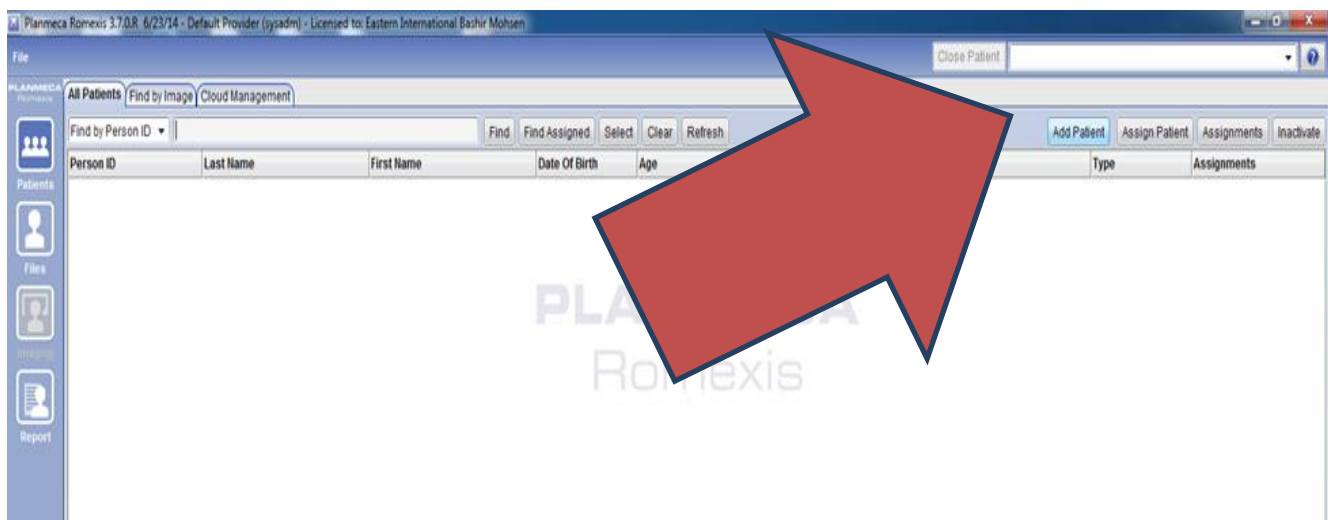 Planmeca Romexis 3.7.0.R 6/23/14 - Default Provider (sysadm) - Licensed to: Eastern International Bashir Mohsen
File
Close Patient
PLANMECA
Romexis
All Patients Find by Image Cloud Management
Find by Person ID Find Find Assigned Select Clear Refresh Add Patient Assign Patient Assignments Inactivate
Person ID Last Name First Name Date Of Birth Age Type Assignments
Patients
Files
Imaging
Report
Romexis